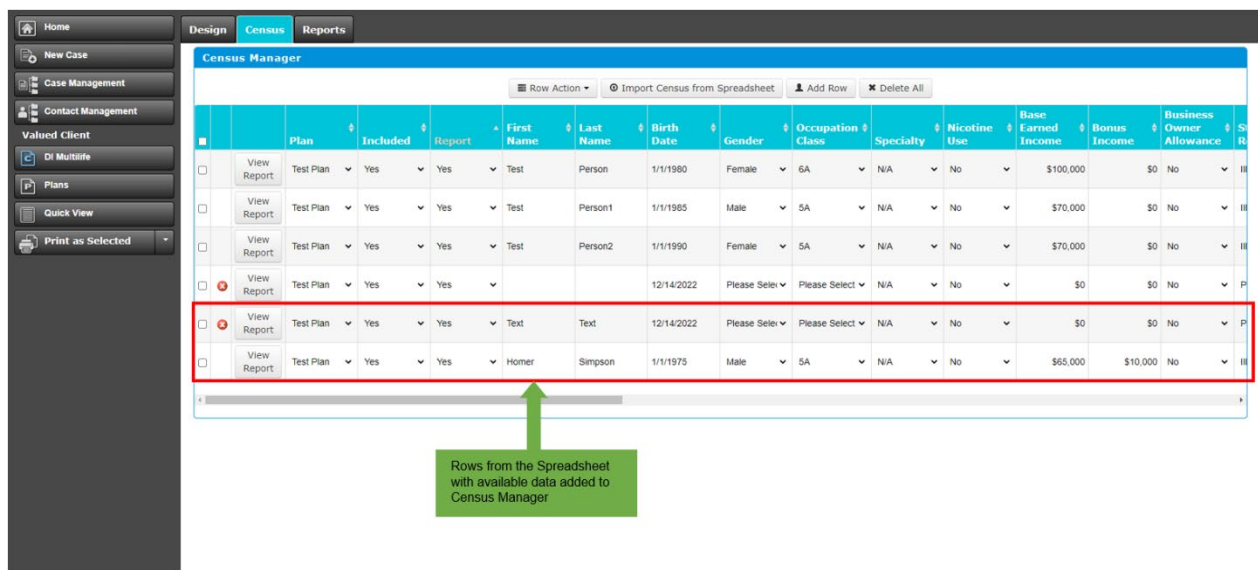 Home
New Case
Case Management
Contact Management
Valued Client
DI Multilife
Plans
Quick View
Print as Selected
Design Census Reports
Census Manager
Row Action Import Census from Spreadsheet Add Row Delete All
Plan Included Report First Name Last Name Birth Date Gender Occupation Class Specialty Nicotine Use Base Earned Income Bonus Income Business Owner Allowance
View Report Test Plan Yes Yes Test Person 1/1/1980 Female 6A N/A No $100,000 $0 No
View Report Test Plan Yes Yes Test Person1 1/1/1985 Male 5A N/A No $70,000 $0 No
View Report Test Plan Yes Yes Test Person2 1/1/1990 Female 5A N/A No $70,000 $0 No
View Report Test Plan Yes Yes 12/14/2022 Please Selec Please Select N/A No $0 $0 No P
View Report Test Plan Yes Yes Text Text 12/14/2022 Please Selec Please Select N/A No $0 $0 No P
View Report Test Plan Yes Yes Homer Simpson 1/1/1975 Male 5A N/A No $65,000 $10,000 No
Rows from the Spreadsheet
with available data added to
Census Manager